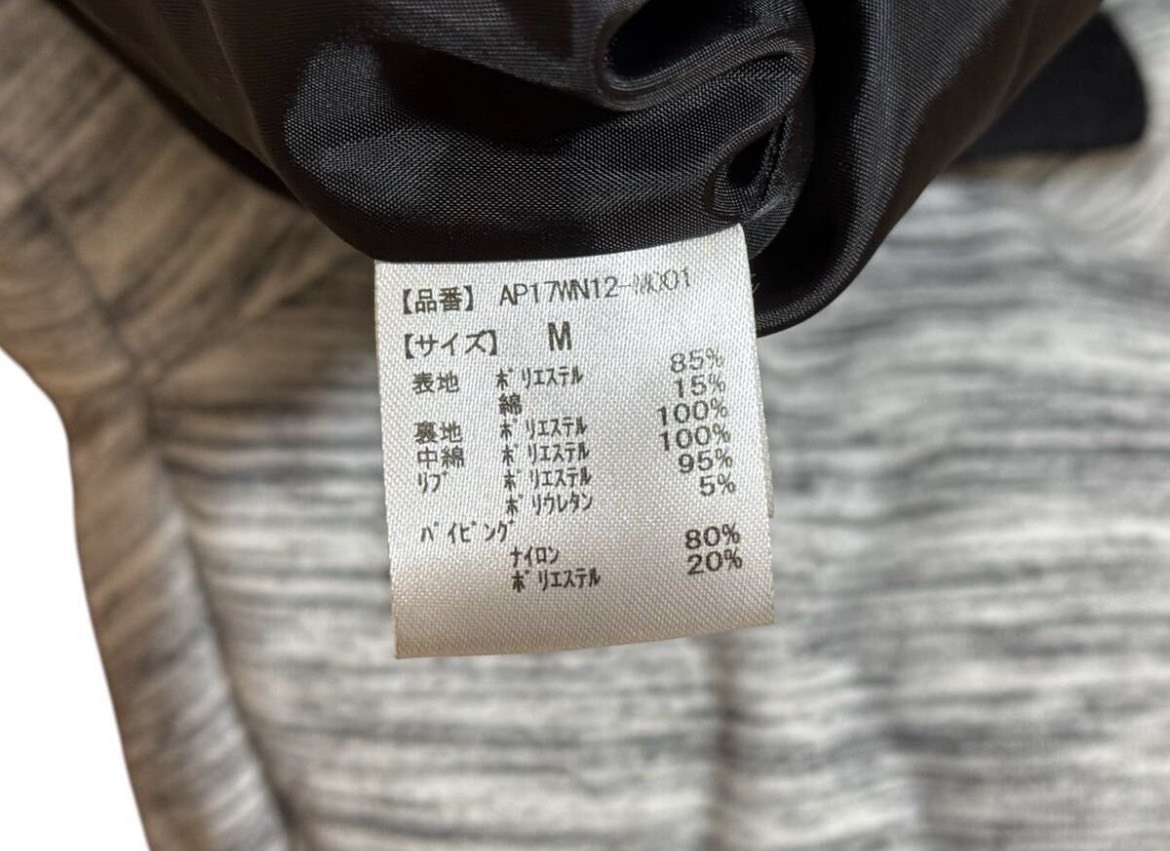 【品番】 AP17WN12-M001
【サイズ】 M
表地 ポリエステル 85%
綿 15%
裏地 ポリエステル 100%
中綿 ポリエステル 100%
リブ ポリエステル 95%
ポリウレタン 5%
パイピング
ナイロン 80%
ポリエステル 20%